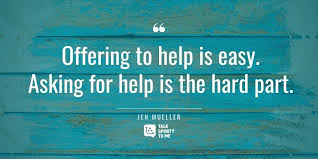 “
Offering to help is easy.
Asking for help is the hard part.
JEN MUELLER
TALK
SPORTY
TO ME